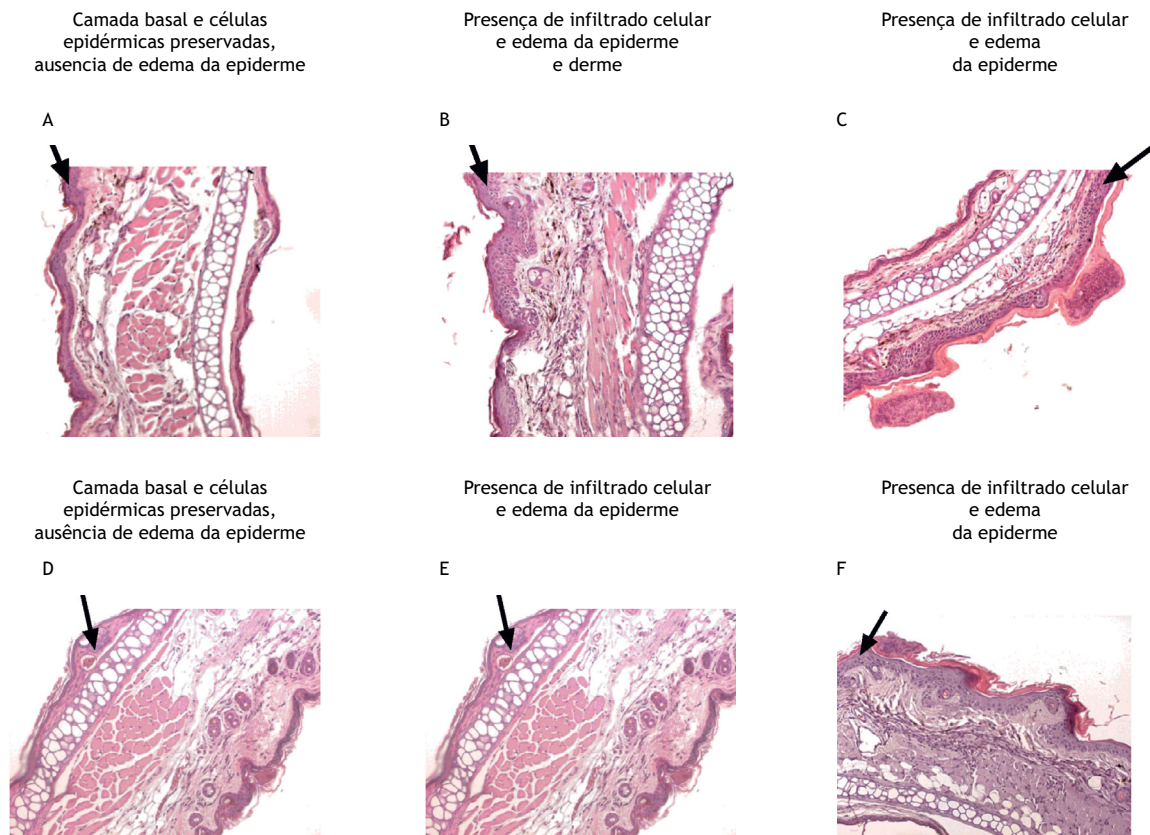 Camada basal e células
epidérmicas preservadas,
ausencia de edema da epiderme
Presença de infiltrado celular
e edema da epiderme
e derme
Presença de infiltrado celular
e edema
da epiderme
A
B
C
Camada basal e células
epidérmicas preservadas,
ausência de edema da epiderme
Presenca de infiltrado celular
e edema da epiderme
Presenca de infiltrado celular
e edema
da epiderme
D
E
F